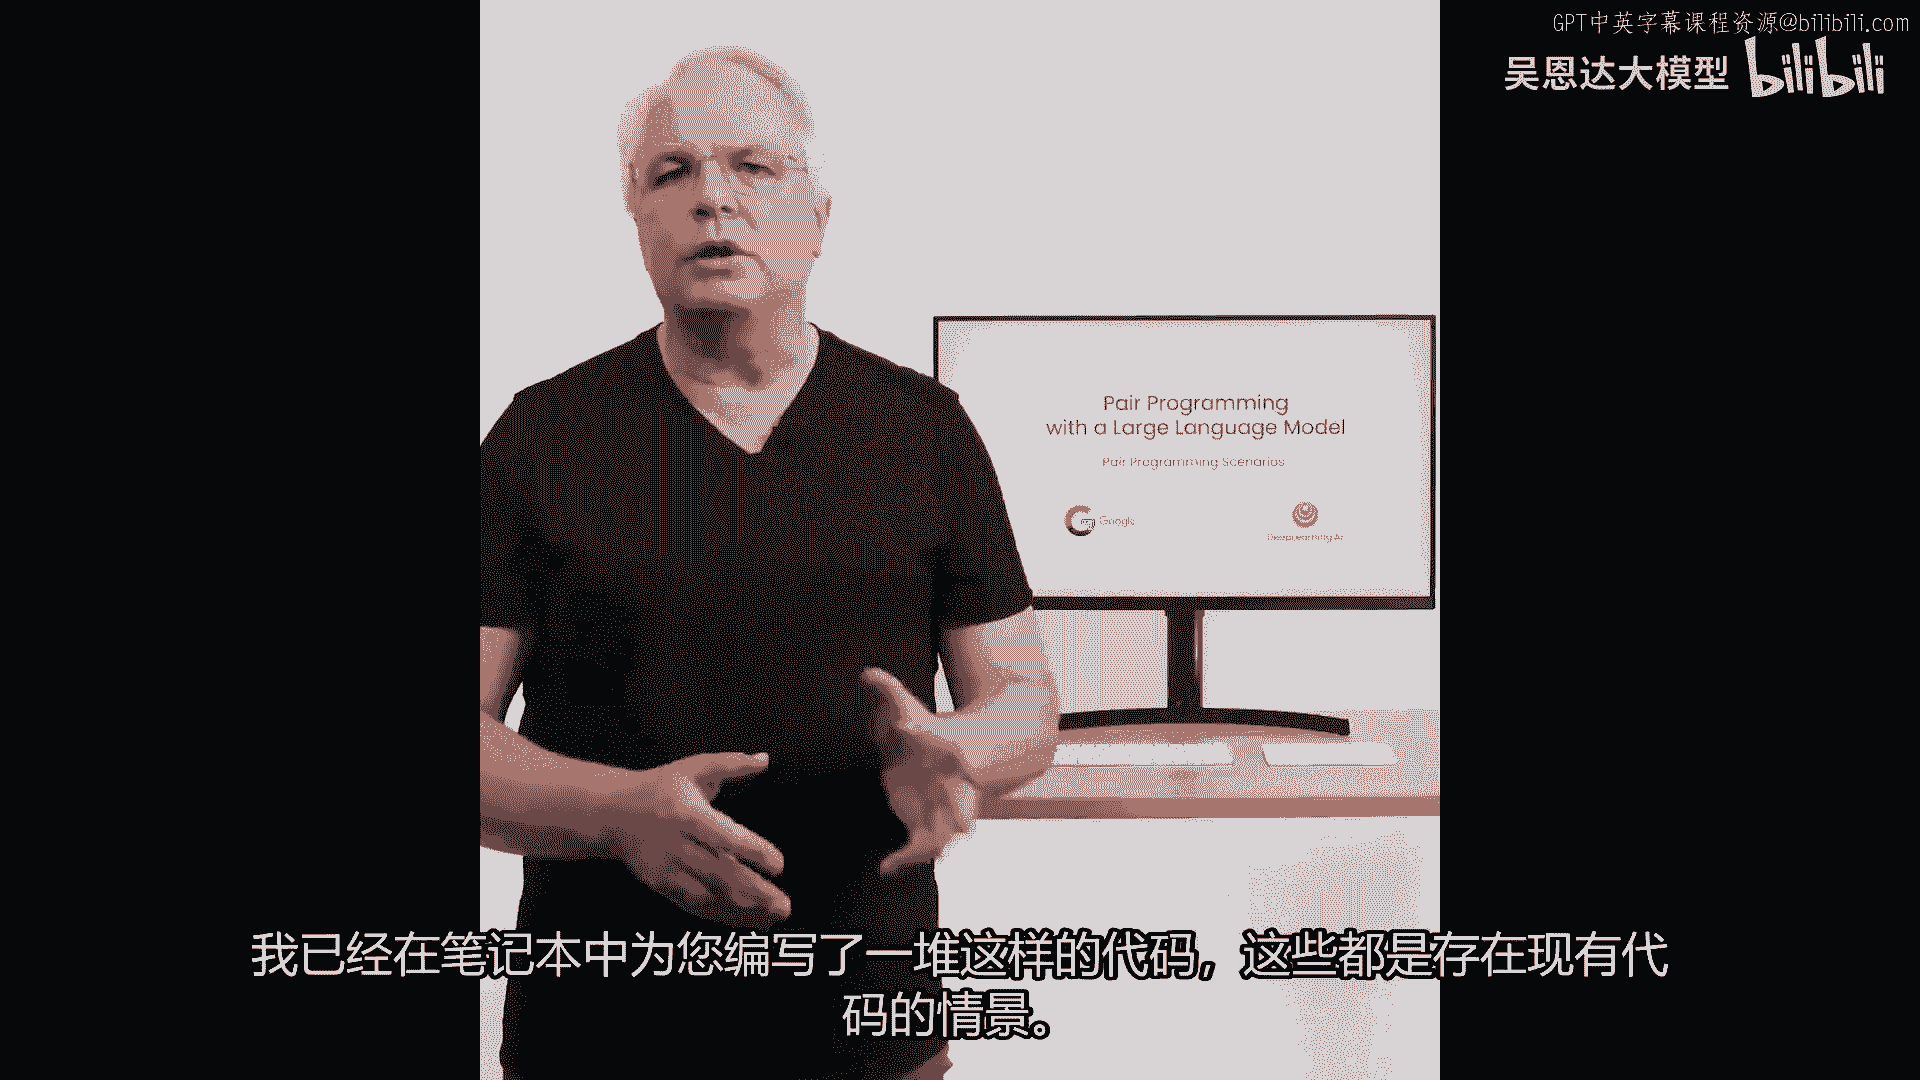 GPT中英字幕课程资源@bilibili.com
吴恩达大模型 bilibili
Pair Programming
with a Large Language Model
Pair Programming Scenarios
Google
DeepLearning.AI
我已经在笔记本中为您编写了一堆这样的代码，这些都是存在现有代
码的情景。